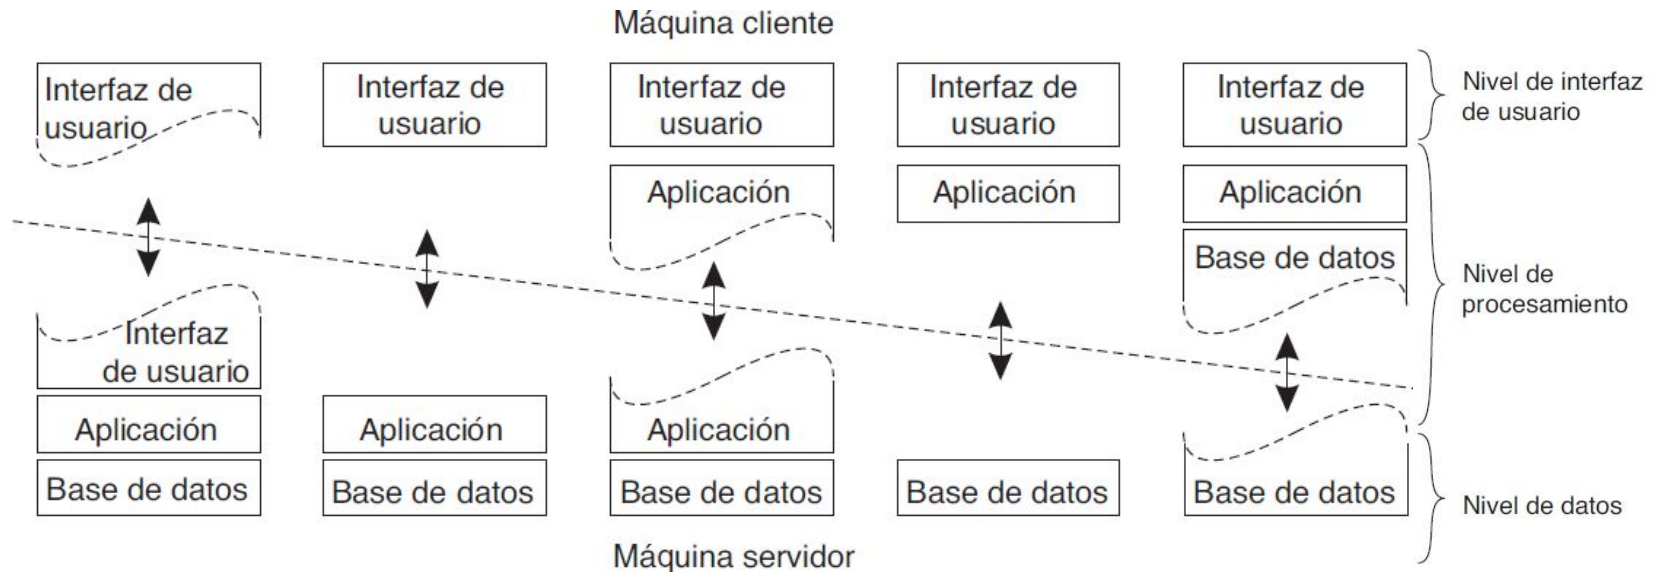 Máquina cliente
Interfaz de
usuario
Interfaz de
usuario
Interfaz de
usuario
Interfaz de
usuario
Interfaz de
usuario
Nivel de interfaz
de usuario
Aplicación
Aplicación
Aplicación
Base de datos
Nivel de
procesamiento
Interfaz
de usuario
Aplicación
Aplicación
Aplicación
Base de datos
Base de datos
Base de datos
Base de datos
Base de datos
Nivel de datos
Máquina servidor